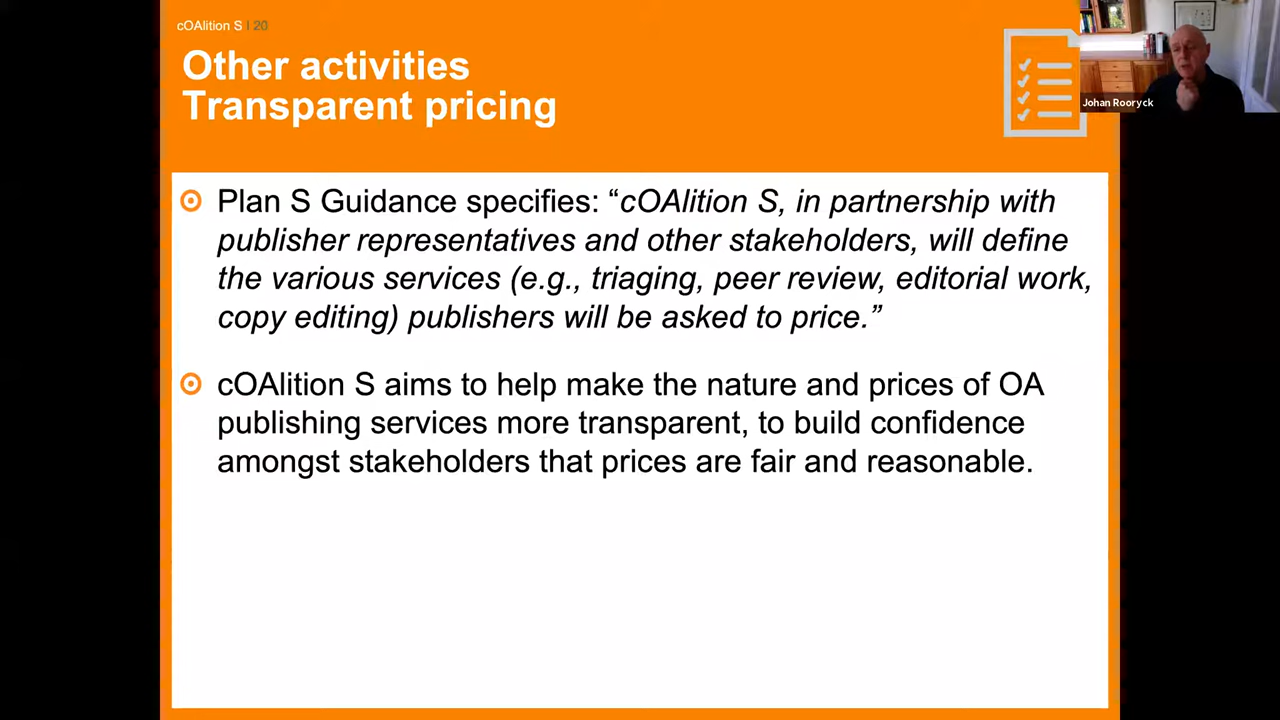 cOAlition S | 20
Other activities
Transparent pricing
Johan Rooryck
Plan S Guidance specifies: “cOAlition S, in partnership with
publisher representatives and other stakeholders, will define
the various services (e.g., triaging, peer review, editorial work,
copy editing) publishers will be asked to price.”
cOAlition S aims to help make the nature and prices of OA
publishing services more transparent, to build confidence
amongst stakeholders that prices are fair and reasonable.